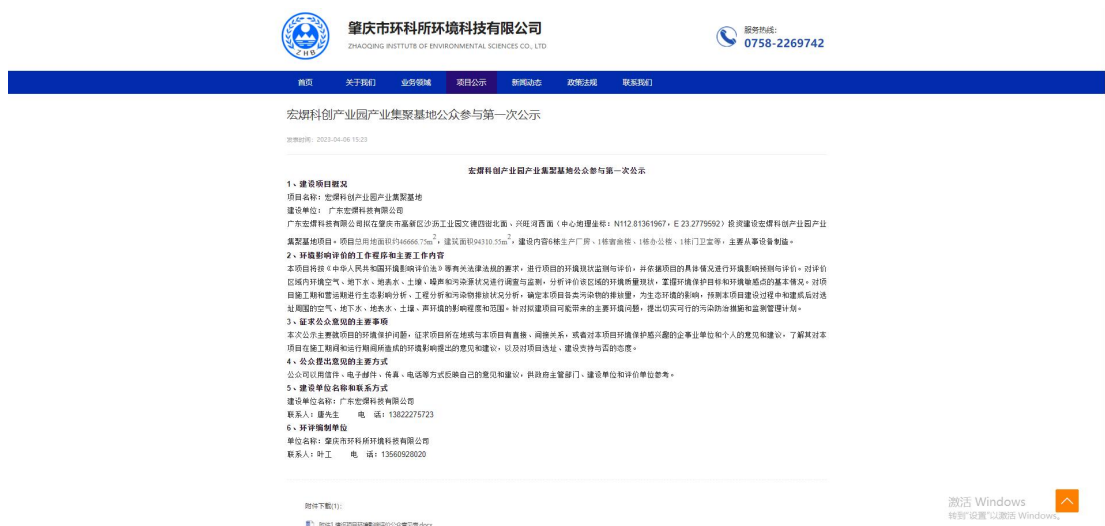 肇庆市环科所环境科技有限公司
ZHAOQING INSTTUTB OF ENVIRONMENTAL SCIENCES CO., LTD
ZHB
服务热线:
0758-2269742
首页 关于我们 业务领域 项目公示 新闻动态 政策法规 联系我们
宏煨科创产业园产业集聚基地公众参与第一次公示
发表时间：2023-04-06 15:23
宏煨科创产业园产业集聚基地公众参与第一次公示
1、建设项目概况
项目名称：宏煨科创产业园产业集聚基地
建设单位： 广东宏煨科技有限公司
广东宏煨科技有限公司拟在肇庆市高新区沙沥工业园文德四街北面、兴旺河西面（中心地理坐标：N112.81361967，E 23.2779592）投资建设宏煨科创产业园产业
集聚基地项目。项目总用地面积约46666.75m2，建筑面积94310.55m2，建设内容6栋生产厂房、1栋宿舍楼、1栋办公楼、1栋门卫室等，主要从事设备制造。
2、环境影响评价的工作程序和主要工作内容
本项目将按《中华人民共和国环境影响评价法》等有关法律法规的要求，进行项目的环境现状监测与评价，并依据项目的具体情况进行环境影响预测与评价。对评价
区域内环境空气、地下水、地表水、土壤、噪声和污染源状况进行调查与监测，分析评价该区域的环境质量现状，掌握环境保护目标和环境敏感点的基本情况。对项
目施工期和营运期进行生态影响分析、工程分析和污染物排放状况分析，确定本项目各类污染物的排放量，为生态环境的影响，预测本项目建设过程中和建成后对选
址周围的空气、地下水、地表水、土壤、声环境的影响程度和范围。针对拟建项目可能带来的主要环境问题，提出切实可行的污染防治措施和监测管理计划。
3、征求公众意见的主要事项
本次公示主要就项目的环境保护问题，征求项目所在地或与本项目有直接、间接关系，或者对本项目环境保护感兴趣的企事业单位和个人的意见和建议，了解其对本
项目在施工期间和运行期间所造成的环境影响提出的意见和建议，以及对项目选址、建设支持与否的态度。
4、公众提出意见的主要方式
公众可以用信件、电子邮件、传真、电话等方式反映自己的意见和建议，供政府主管部门、建设单位和评价单位参考。
5、建设单位名称和联系方式
建设单位名称：广东宏煨科技有限公司
联系人：唐先生 电 话：13822275723
6、环评编制单位
单位名称：肇庆市环科所环境科技有限公司
联系人：叶工 电 话：13560928020
附件下载(1):
附件1 建设项目环境影响评价公众意见表.docx
激活 Windows
转到"设置"以激活 Windows。